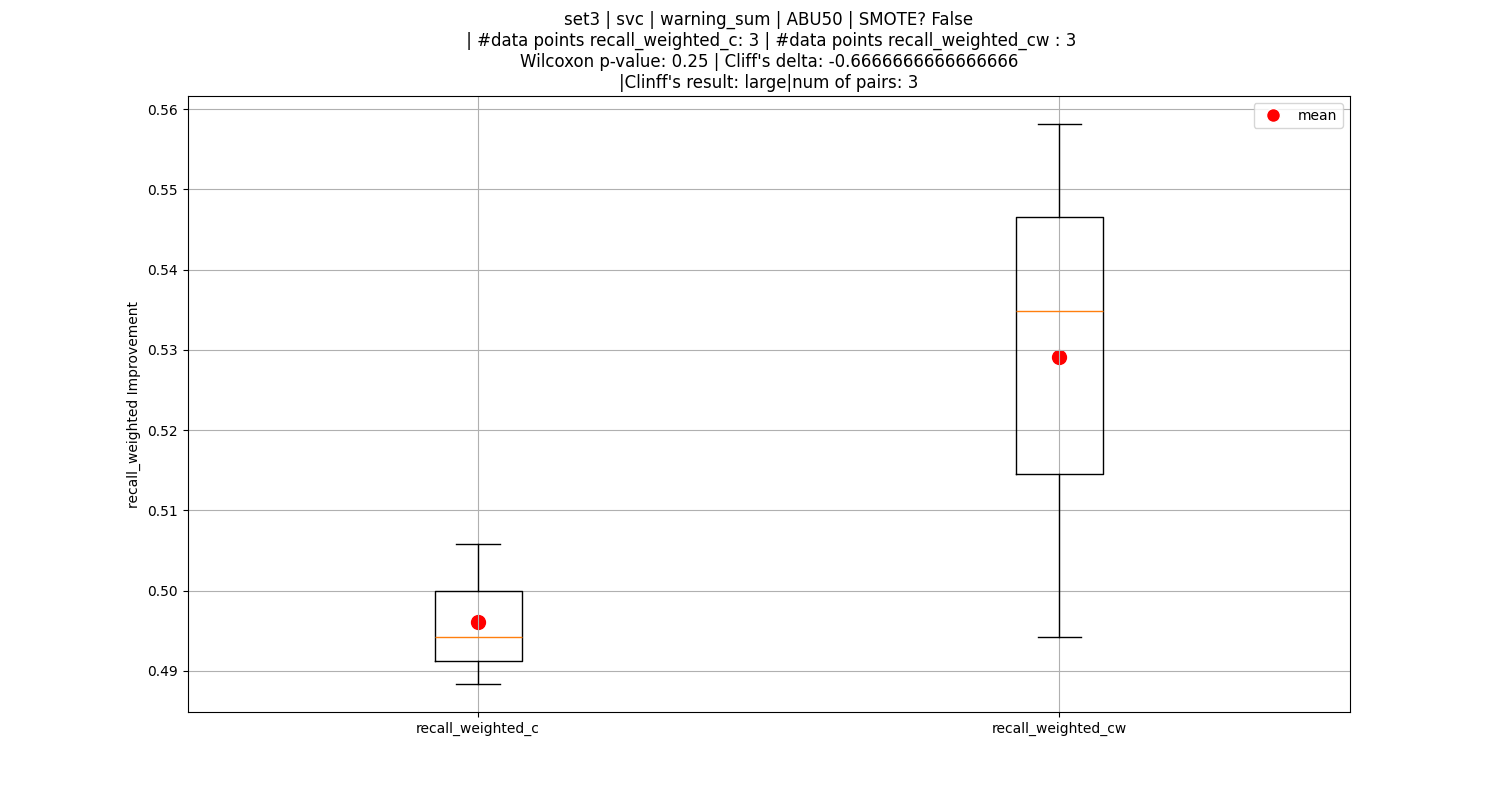 set3 | svc | warning_sum | ABU50 | SMOTE? False
| #data points recall_weighted_c: 3 | #data points recall_weighted_cw : 3
Wilcoxon p-value: 0.25 | Cliff's delta: -0.6666666666666666
|Clinff's result: large|num of pairs: 3
mean
recall_weighted Improvement
0.56
0.55
0.54
0.53
0.52
0.51
0.50
0.49
recall_weighted_c
recall_weighted_cw